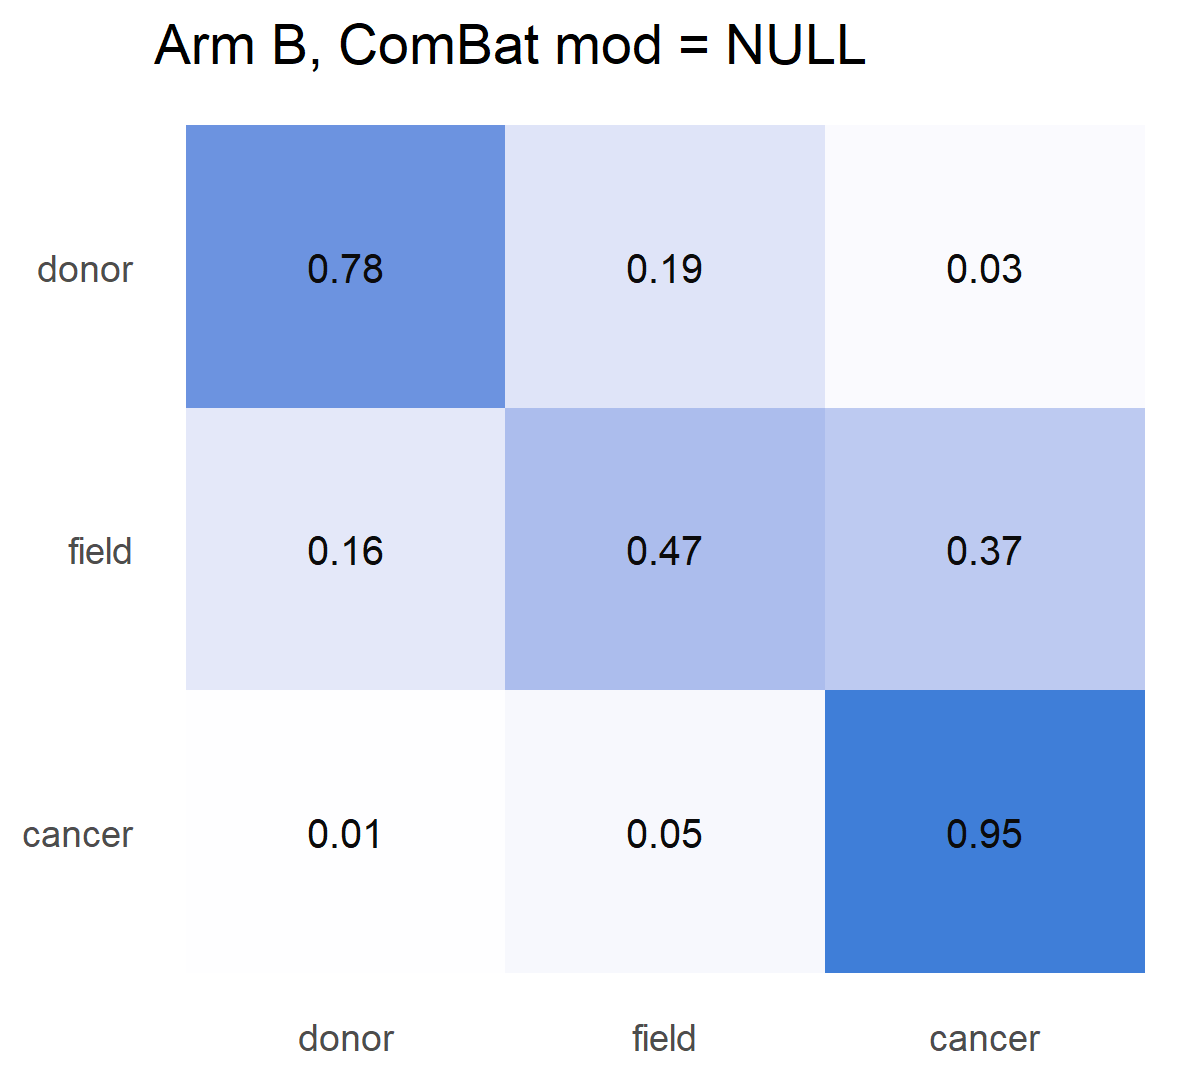 Arm B, ComBat mod = NULL
donor 0.78 0.19 0.03
field 0.16 0.47 0.37
cancer 0.01 0.05 0.95
donor field cancer